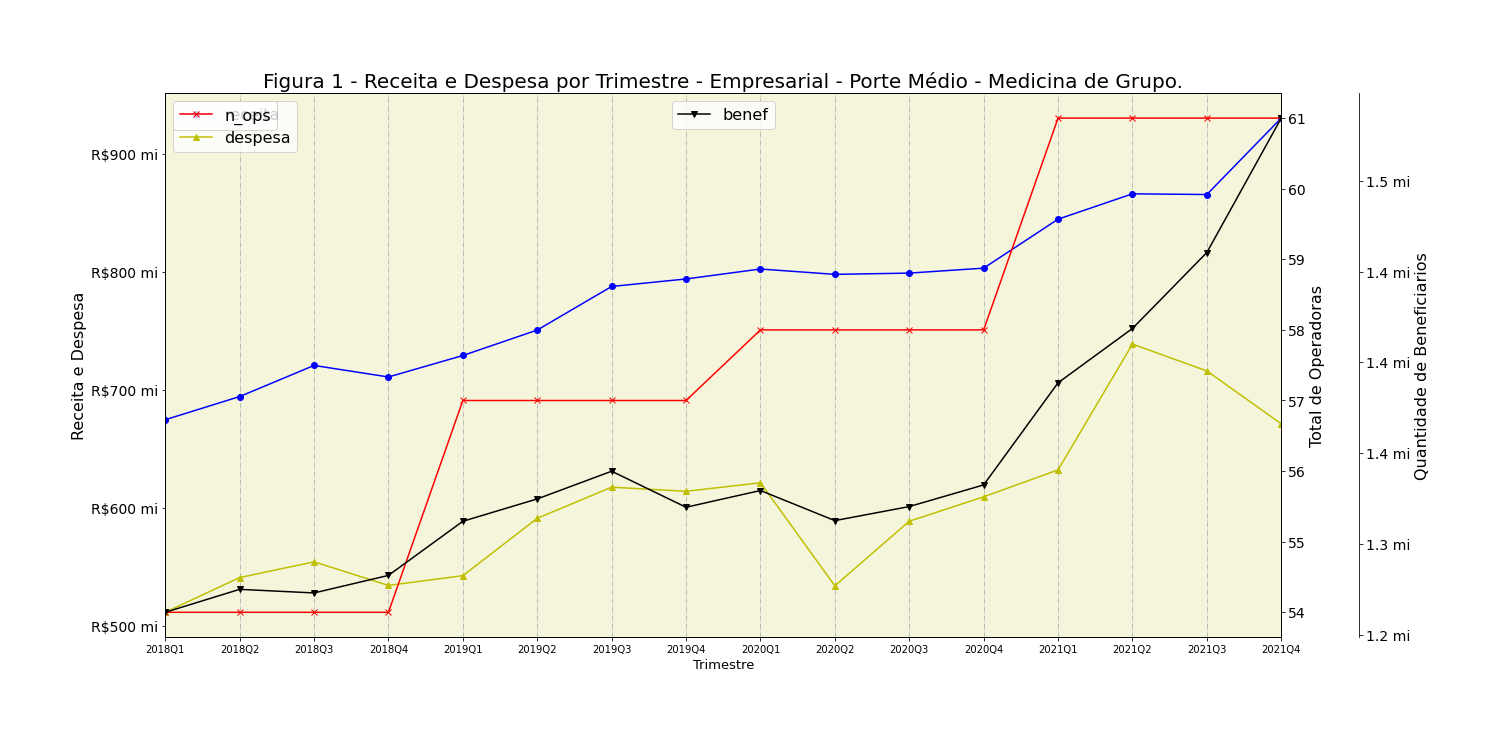 Figura 1 - Receita e Despesa por Trimestre - Empresarial - Porte Médio - Medicina de Grupo.
n_ops
receita
despesa
benef
R$900 mi
R$800 mi
R$700 mi
R$600 mi
R$500 mi
Receita e Despesa
61
60
59
58
57
56
55
54
Total de Operadoras
1.5 mi
1.4 mi
1.4 mi
1.4 mi
1.3 mi
1.2 mi
Quantidade de Beneficiarios
2018Q1 2018Q2 2018Q3 2018Q4 2019Q1 2019Q2 2019Q3 2019Q4 2020Q1 2020Q2 2020Q3 2020Q4 2021Q1 2021Q2 2021Q3 2021Q4
Trimestre